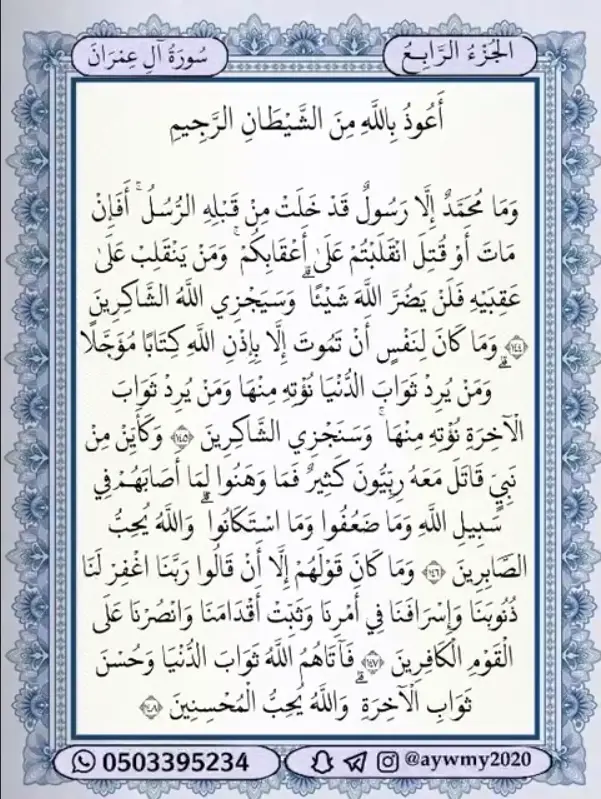 سُورَةُ آلِ عِمْرَانَ
الجُزْءُ الرَّابِعُ
أَعُوذُ بِاللَّهِ مِنَ الشَّيْطَانِ الرَّجِيمِ
وَمَا مُحَمَّدٌ إِلَّا رَسُولٌ قَدْ خَلَتْ مِنْ قَبْلِهِ الرُّسُلُ ۚ أَفَإِنْ
مَاتَ أَوْ قُتِلَ انْقَلَبْتُمْ عَلَىٰ أَعْقَابِكُمْ ۚ وَمَنْ يَنْقَلِبْ عَلَىٰ
عَقِبَيْهِ فَلَنْ يَضُرَّ اللَّهَ شَيْئًا ۗ وَسَيَجْزِي اللَّهُ الشَّاكِرِينَ
﴿١٤٤﴾ وَمَا كَانَ لِنَفْسٍ أَنْ تَمُوتَ إِلَّا بِإِذْنِ اللَّهِ كِتَابًا مُؤَجَّلًا ۗ
وَمَنْ يُرِدْ ثَوَابَ الدُّنْيَا نُؤْتِهِ مِنْهَا وَمَنْ يُرِدْ ثَوَابَ
الْآخِرَةِ نُؤْتِهِ مِنْهَا ۚ وَسَنَجْزِي الشَّاكِرِينَ ﴿١٤٥﴾ وَكَأَيِّنْ مِنْ
نَبِيٍّ قَاتَلَ مَعَهُ رِبِّيُّونَ كَثِيرٌ فَمَا وَهَنُوا لِمَا أَصَابَهُمْ فِي
سَبِيلِ اللَّهِ وَمَا ضَعُفُوا وَمَا اسْتَكَانُوا ۗ وَاللَّهُ يُحِبُّ
الصَّابِرِينَ ﴿١٤٦﴾ وَمَا كَانَ قَوْلَهُمْ إِلَّا أَنْ قَالُوا رَبَّنَا اغْفِرْ لَنَا
ذُنُوبَنَا وَإِسْرَافَنَا فِي أَمْرِنَا وَثَبِّتْ أَقْدَامَنَا وَانْصُرْنَا عَلَى
الْقَوْمِ الْكَافِرِينَ ﴿١٤٧﴾ فَآتَاهُمُ اللَّهُ ثَوَابَ الدُّنْيَا وَحُسْنَ
ثَوَابِ الْآخِرَةِ ۗ وَاللَّهُ يُحِبُّ الْمُحْسِنِينَ ﴿١٤٨﴾
0503395234
@aywmy2020